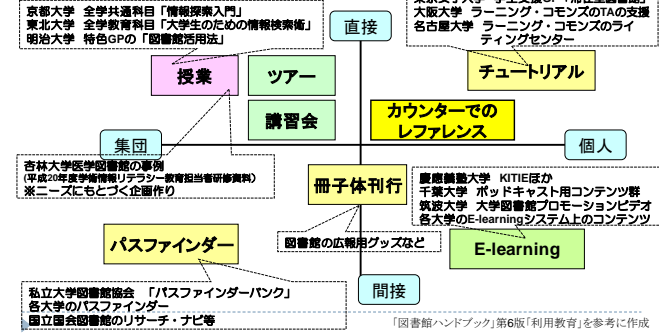 京都大学 全学共通科目「情報探索入門」
東北大学 全学教育科目「大学生のための情報検索術」
明治大学 特色GPの「図書館活用法」
直接
大阪大学 ラーニング・コモンズのTAの支援
名古屋大学 ラーニング・コモンズのライ
ティングセンター
授業
ツアー
チュートリアル
講習会
カウンターでの
レファレンス
集団
個人
杏林大学医学図書館の事例
(平成20年度学術情報リテラシー教育担当者研修資料)
※ニーズにもとづく企画作り
冊子体刊行
慶應義塾大学 KITIEほか
千葉大学 ポッドキャスト用コンテンツ群
筑波大学 大学図書館プロモーションビデオ
各大学のE-learningシステム上のコンテンツ
パスファインダー
図書館の広報用グッズなど
E-learning
私立大学図書館協会 「パスファインダーバンク」
各大学のパスファインダー
国立国会図書館のリサーチ・ナビ等
間接
「図書館ハンドブック」第6版「利用教育」を参考に作成